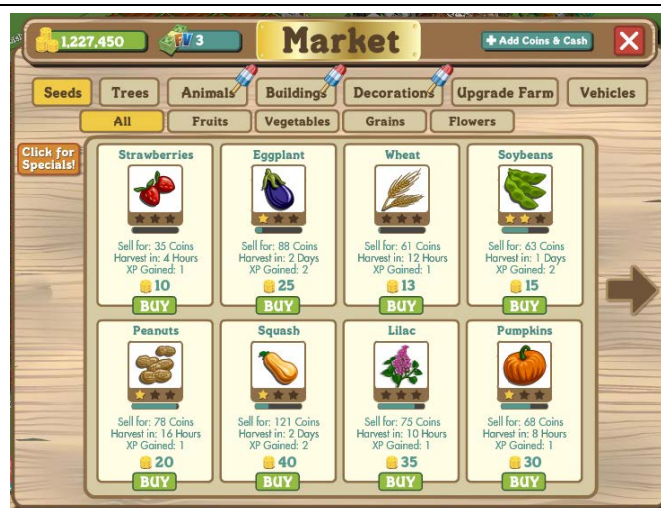 1,227,450
FV 3
Market
+ Add Coins & Cash
Seeds
Trees
Animals
Buildings
Decorations
Upgrade Farm
Vehicles
All
Fruits
Vegetables
Grains
Flowers
Click for
Specials!
Strawberries
Sell for: 35 Coins
Harvest in: 4 Hours
XP Gained: 1
10
BUY
Eggplant
Sell for: 88 Coins
Harvest in: 2 Days
XP Gained: 2
25
BUY
Wheat
Sell for: 61 Coins
Harvest in: 12 Hours
XP Gained: 1
13
BUY
Soybeans
Sell for: 63 Coins
Harvest in: 1 Days
XP Gained: 2
15
BUY
Peanuts
Sell for: 78 Coins
Harvest in: 16 Hours
XP Gained: 1
20
BUY
Squash
Sell for: 121 Coins
Harvest in: 2 Days
XP Gained: 2
40
BUY
Lilac
Sell for: 75 Coins
Harvest in: 10 Hours
XP Gained: 1
35
BUY
Pumpkins
Sell for: 68 Coins
Harvest in: 8 Hours
XP Gained: 1
30
BUY